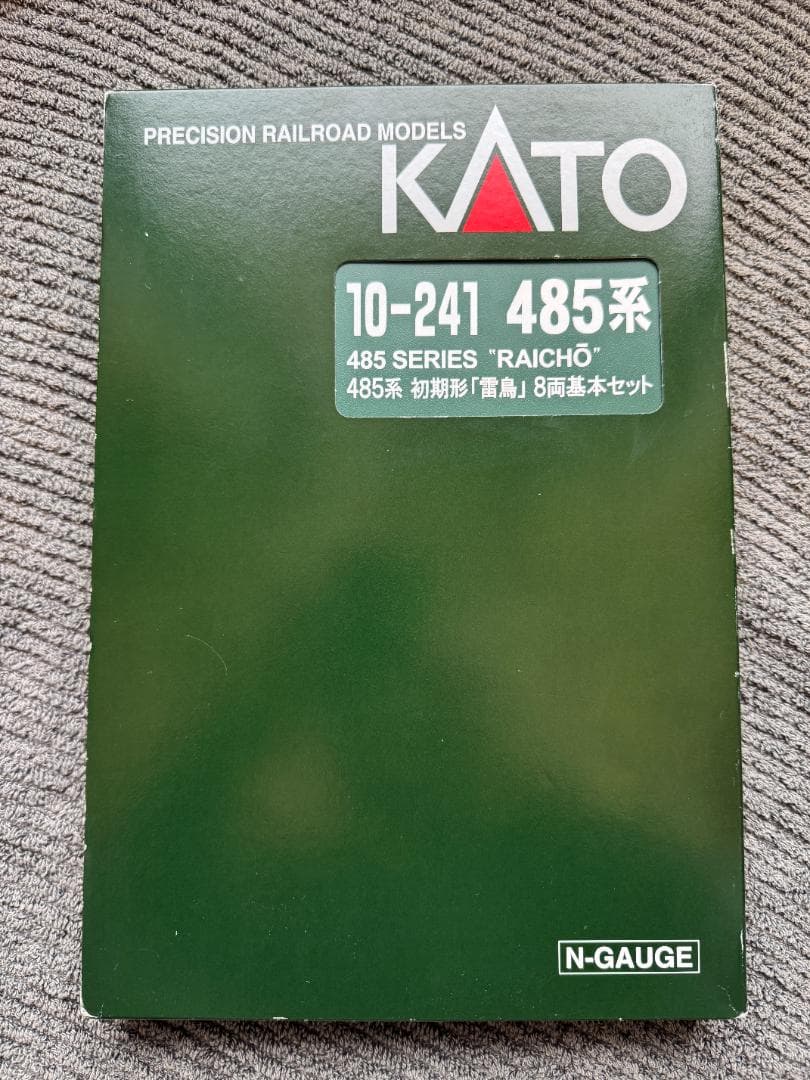 PRECISION RAILROAD MODELS
KATO
10-241 485系
485 SERIES "RAICHŌ"
485系 初期形「雷鳥」 8両基本セット
N-GAUGE